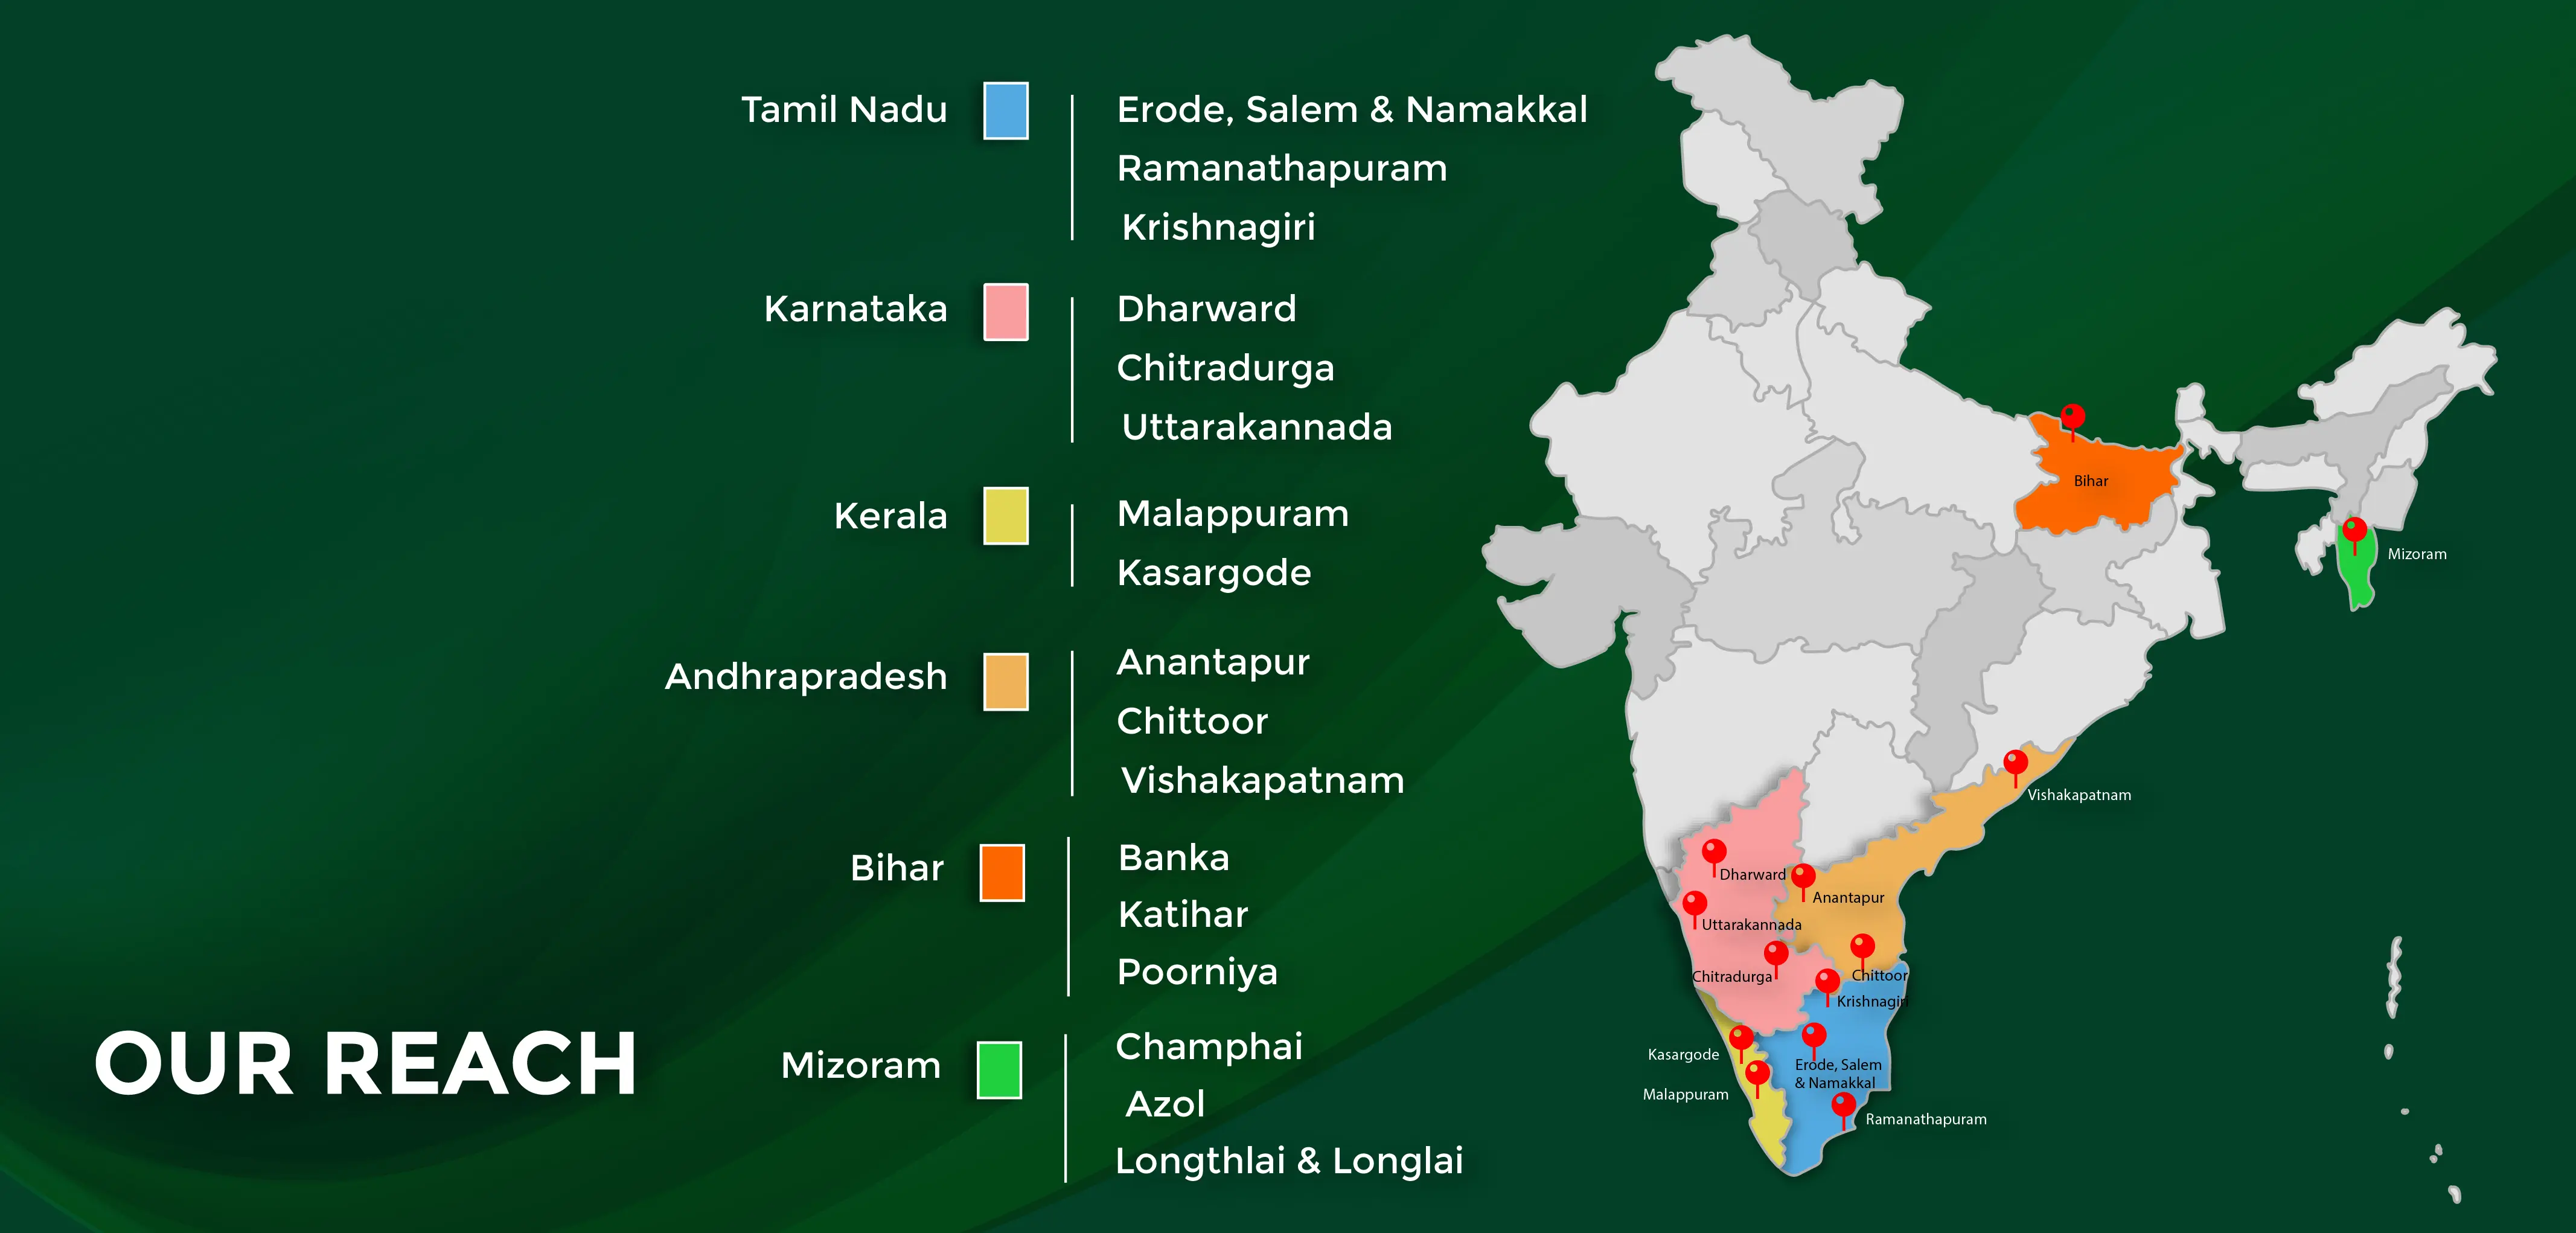 Tamil Nadu
Erode, Salem & Namakkal
Ramanathapuram
Krishnagiri
Karnataka
Dharward
Chitradurga
Uttarakannada
Kerala
Malappuram
Kasargode
Andhrapradesh
Anantapur
Chittoor
Vishakapatnam
Bihar
Banka
Katihar
Poorniya
Mizoram
Champhai
Azol
Longthlai & Longlai
OUR REACH
Bihar
Mizoram
Vishakapatnam
Dharward
Anantapur
Uttarakannada
Chitradurga
Chittoor
Krishnagiri
Kasargode
Erode, Salem
& Namakkal
Malappuram
Ramanathapuram